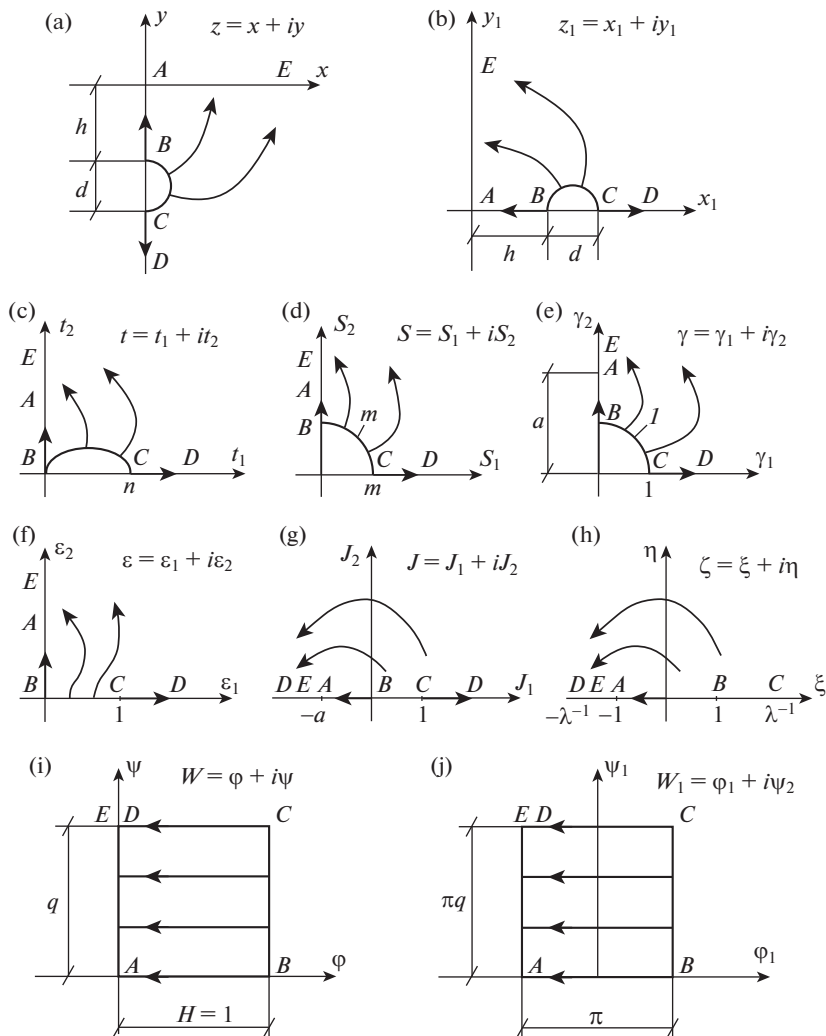 (a) y z = x + iy
A E x
h
B
d
C
D
(b) y₁ z₁ = x₁ + iy₁
E
A B C D x₁
h d
(c) t₂ t = t₁ + it₂
E
A
B C D t₁
n
(d) S₂ S = S₁ + iS₂
E
A
B m
C D S₁
m
(e) γ₂ γ = γ₁ + iγ₂
E
A
a B 1
C D γ₁
1
(f) ε₂ ε = ε₁ + iε₂
E
A
B C D ε₁
1
(g) J₂ J = J₁ + iJ₂
D E A B C D J₁
−a 1
(h) η ζ = ξ + iη
D E A B C ξ
−λ⁻¹ −1 1 λ⁻¹
(i) ψ W = φ + iψ
E D C
q
A B φ
H = 1
(j) ψ₁ W₁ = φ₁ + iψ₂
E D C
πq
A B φ₁
π